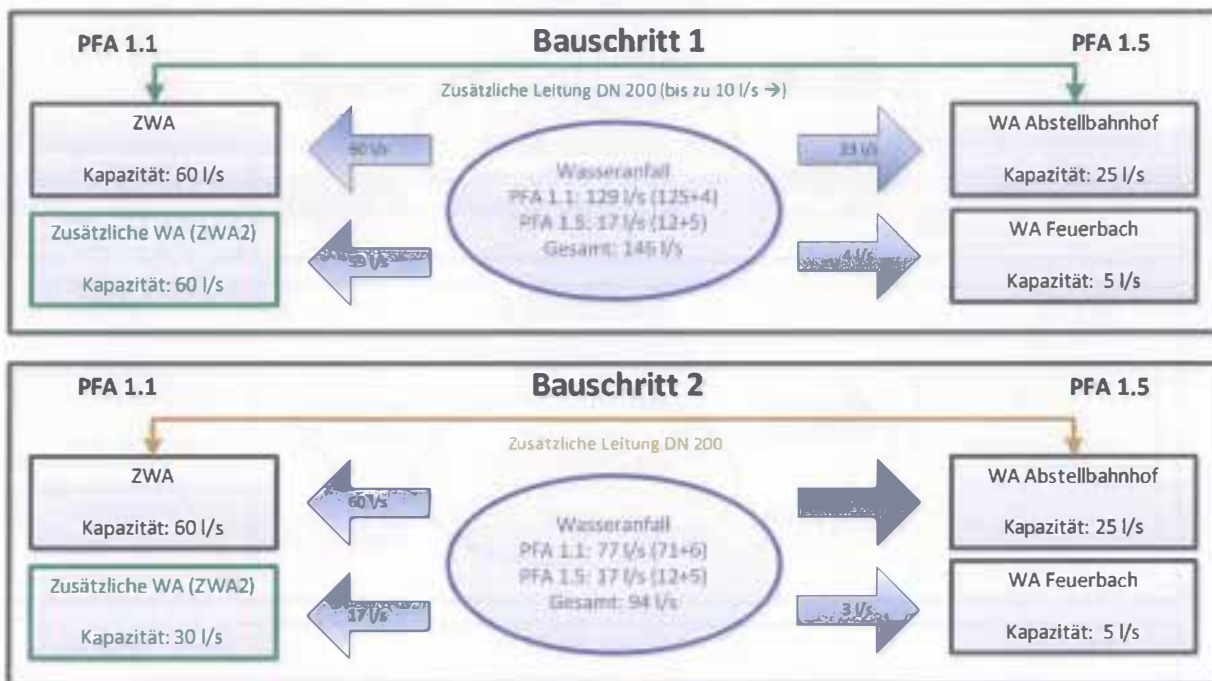 Bauschritt 1
PFA 1.1
PFA 1.5
Zusätzliche Leitung DN 200 (bis zu 10 l/s →)
ZWA
Kapazität: 60 l/s
Zusätzliche WA (ZWA2)
Kapazität: 60 l/s
60 l/s
59 l/s
Wasseranfall
PFA 1.1: 129 l/s (125+4)
PFA 1.5: 17 l/s (12+5)
Gesamt: 146 l/s
l/s
4 l/s
WA Abstellbahnhof
Kapazität: 25 l/s
WA Feuerbach
Kapazität: 5 l/s
Bauschritt 2
PFA 1.1
PFA 1.5
Zusätzliche Leitung DN 200
ZWA
Kapazität: 60 l/s
Zusätzliche WA (ZWA2)
Kapazität: 30 l/s
60 l/s
17 l/s
Wasseranfall
PFA 1.1: 77 l/s (71+6)
PFA 1.5: 17 l/s (12+5)
Gesamt: 94 l/s
3 l/s
WA Abstellbahnhof
Kapazität: 25 l/s
WA Feuerbach
Kapazität: 5 l/s